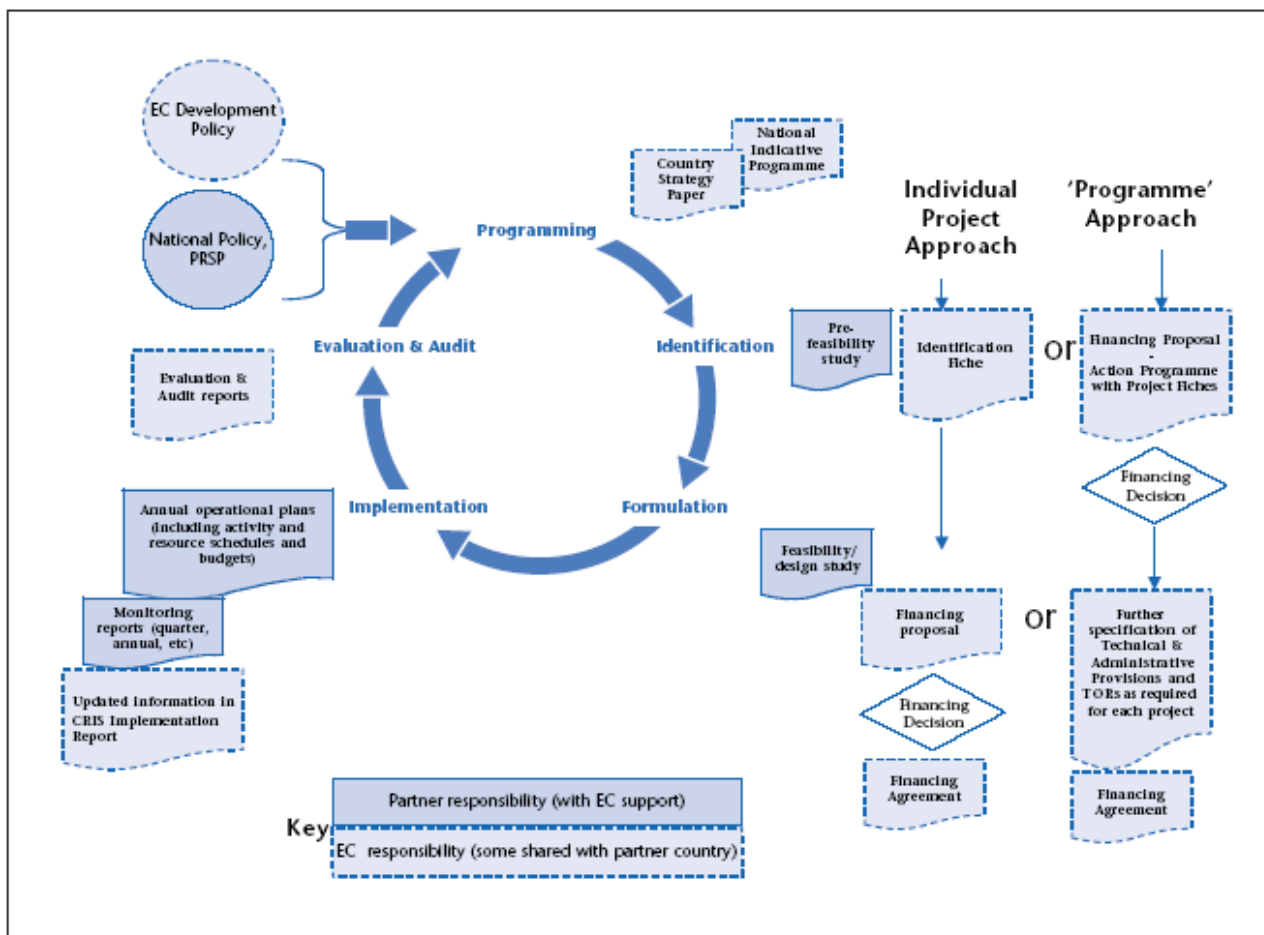 EC Development
Policy
National Policy,
PRSP
National
Indicative
Programme
Country
Strategy
Paper
Programming
Identification
Formulation
Implementation
Evaluation & Audit
Evaluation &
Audit reports
Annual operational plans
(including activity and
resource schedules and
budgets)
Monitoring
reports (quarter,
annual, etc)
Updated information in
CRIS Implementation
Report
Individual
Project
Approach
'Programme'
Approach
Pre-
feasibility
study
Identification
Fiche
or
Financing Proposal
-
Action Programme
with Project Fiches
Financing
Decision
Feasibility/
design study
Financing
proposal
or
Further
specification of
Technical &
Administrative
Provisions and
TORs as required
for each project
Financing
Decision
Financing
Agreement
Financing
Agreement
Key
Partner responsibility (with EC support)
EC responsibility (some shared with partner country)